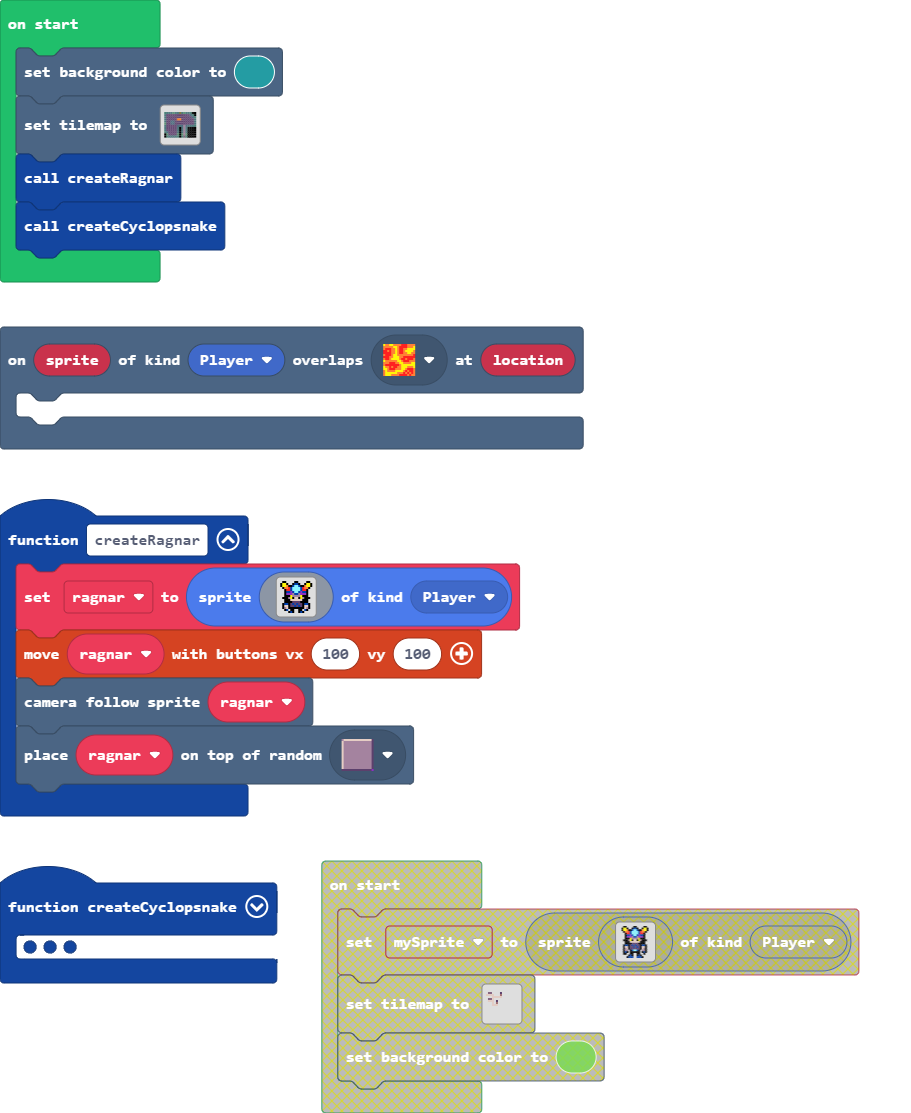 on start
set background color to
set tilemap to
call createRagnar
call createCyclopsnake
on sprite of kind Player overlaps at location
function createRagnar
set ragnar to sprite of kind Player
move ragnar with buttons vx 100 vy 100
camera follow sprite ragnar
place ragnar on top of random
function createCyclopsnake
on start
set mySprite to sprite of kind Player
set tilemap to
set background color to